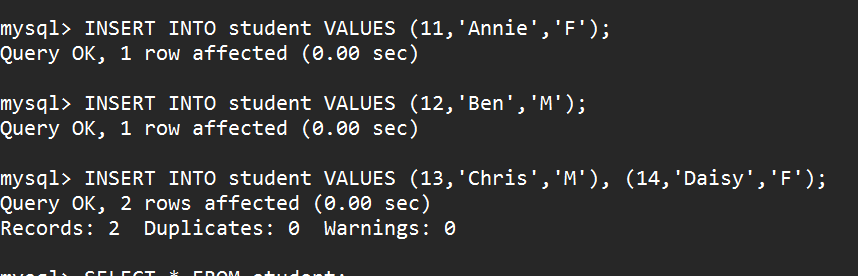 mysql> INSERT INTO student VALUES (11,'Annie','F');
Query OK, 1 row affected (0.00 sec)
mysql> INSERT INTO student VALUES (12,'Ben','M');
Query OK, 1 row affected (0.00 sec)
mysql> INSERT INTO student VALUES (13,'Chris','M'), (14,'Daisy','F');
Query OK, 2 rows affected (0.00 sec)
Records: 2  Duplicates: 0  Warnings: 0
mysql> SELECT * FROM student;